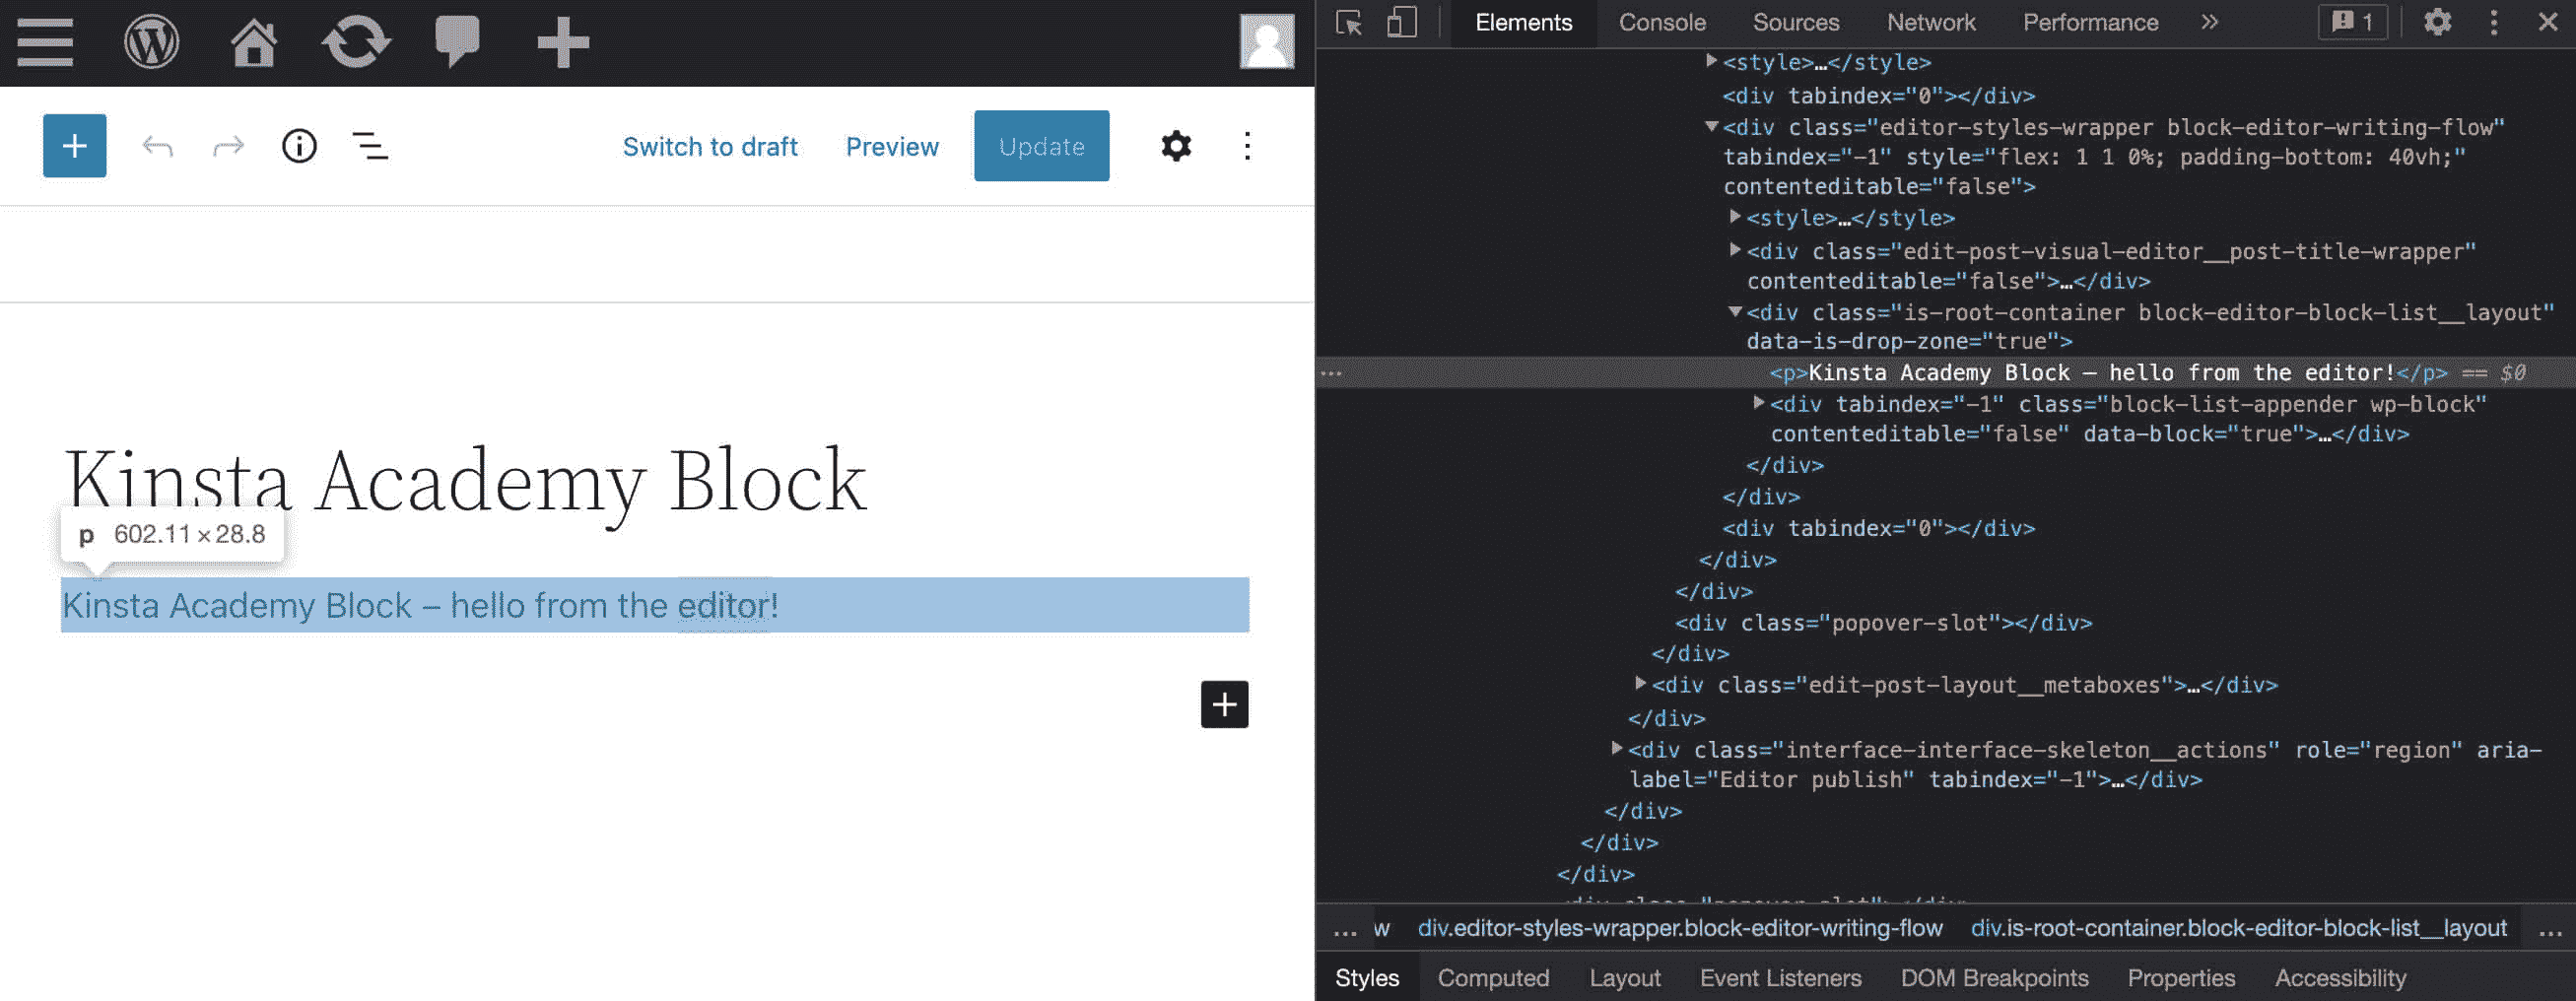 Switch to draft Preview Update
Kinsta Academy Block
p 602.11 × 28.8
Kinsta Academy Block – hello from the editor!
Elements Console Sources Network Performance » 1
<style>…</style>
<div tabindex="0"></div>
<div class="editor-styles-wrapper block-editor-writing-flow"
tabindex="-1" style="flex: 1 1 0%; padding-bottom: 40vh;"
contenteditable="false">
<style>…</style>
<div class="edit-post-visual-editor__post-title-wrapper"
contenteditable="false">…</div>
<div class="is-root-container block-editor-block-list__layout"
data-is-drop-zone="true">
… <p>Kinsta Academy Block – hello from the editor!</p> == $0
<div tabindex="-1" class="block-list-appender wp-block"
contenteditable="false" data-block="true">…</div>
</div>
</div>
<div tabindex="0"></div>
</div>
</div>
<div class="popover-slot"></div>
</div>
<div class="edit-post-layout__metaboxes">…</div>
</div>
<div class="interface-interface-skeleton__actions" role="region" aria-
label="Editor publish" tabindex="-1">…</div>
</div>
</div>
</div>
… w div.editor-styles-wrapper.block-editor-writing-flow div.is-root-container.block-editor-block-list__layout …
Styles Computed Layout Event Listeners DOM Breakpoints Properties Accessibility